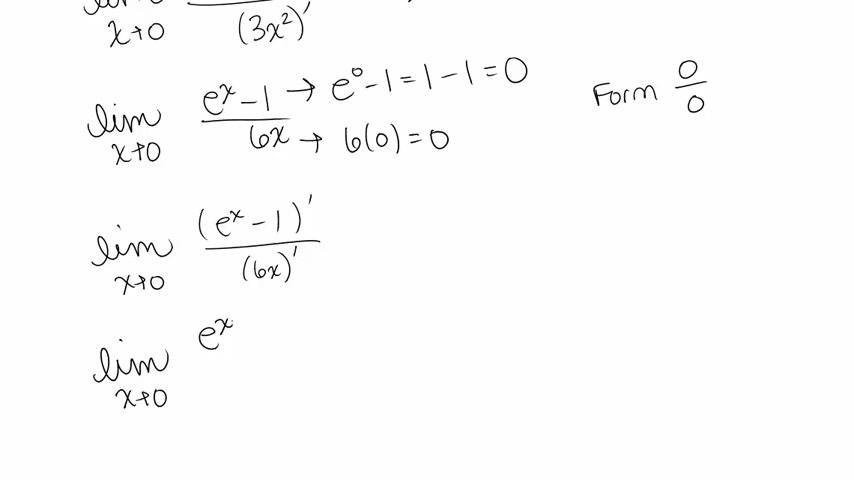 lim
x→0 (3x²)'
lim x→0 (e^x − 1)/(6x) → e^0 − 1 = 1 − 1 = 0 Form 0/0
→ 6(0) = 0
lim x→0 (e^x − 1)'/(6x)'
lim x→0 e^x